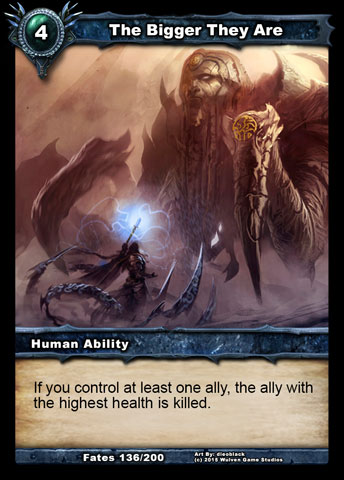 4
The Bigger They Are
Human Ability
If you control at least one ally, the ally with
the highest health is killed.
Fates 136/200
Art By: dleoblack
(c) 2015 Wulven Game Studios